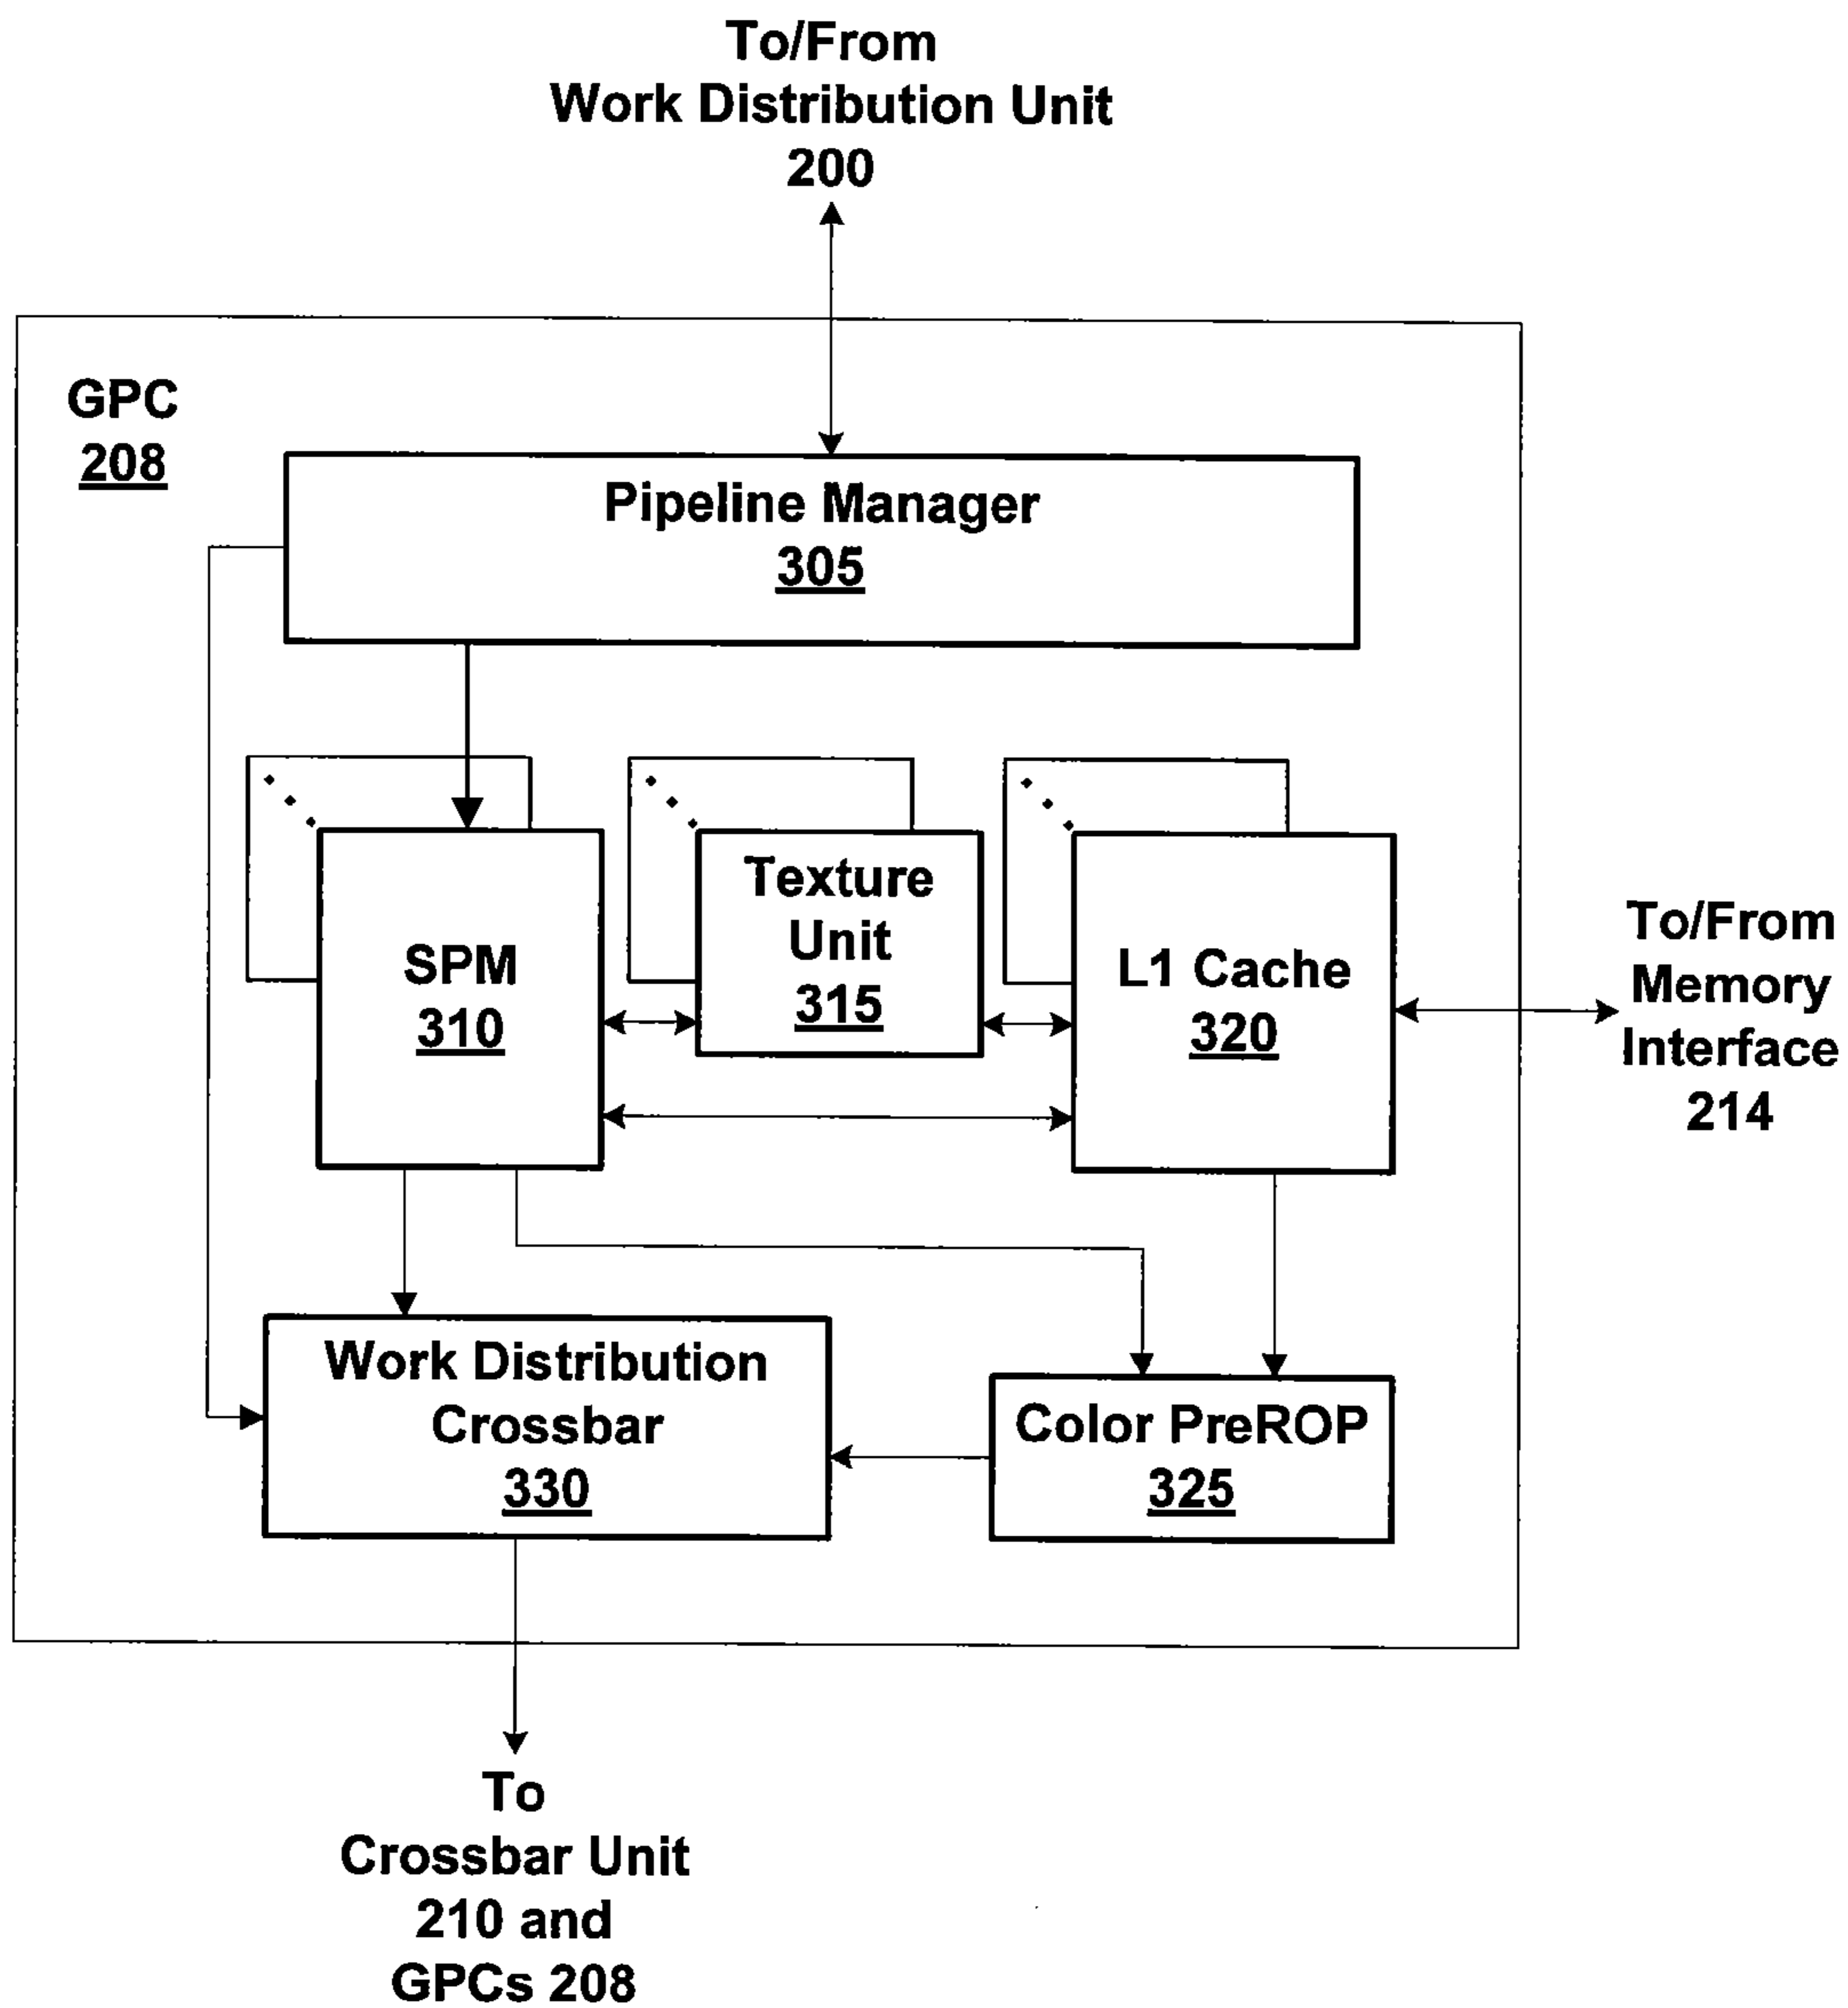 To/From
Work Distribution Unit
200
GPC
208
Pipeline Manager
305
SPM
310
Texture
Unit
315
L1 Cache
320
To/From
Memory
Interface
214
Work Distribution
Crossbar
330
Color PreROP
325
To
Crossbar Unit
210 and
GPCs 208